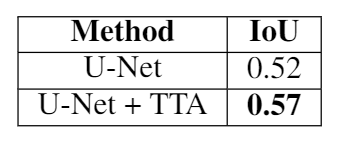 Method IoU
U-Net 0.52
U-Net + TTA 0.57